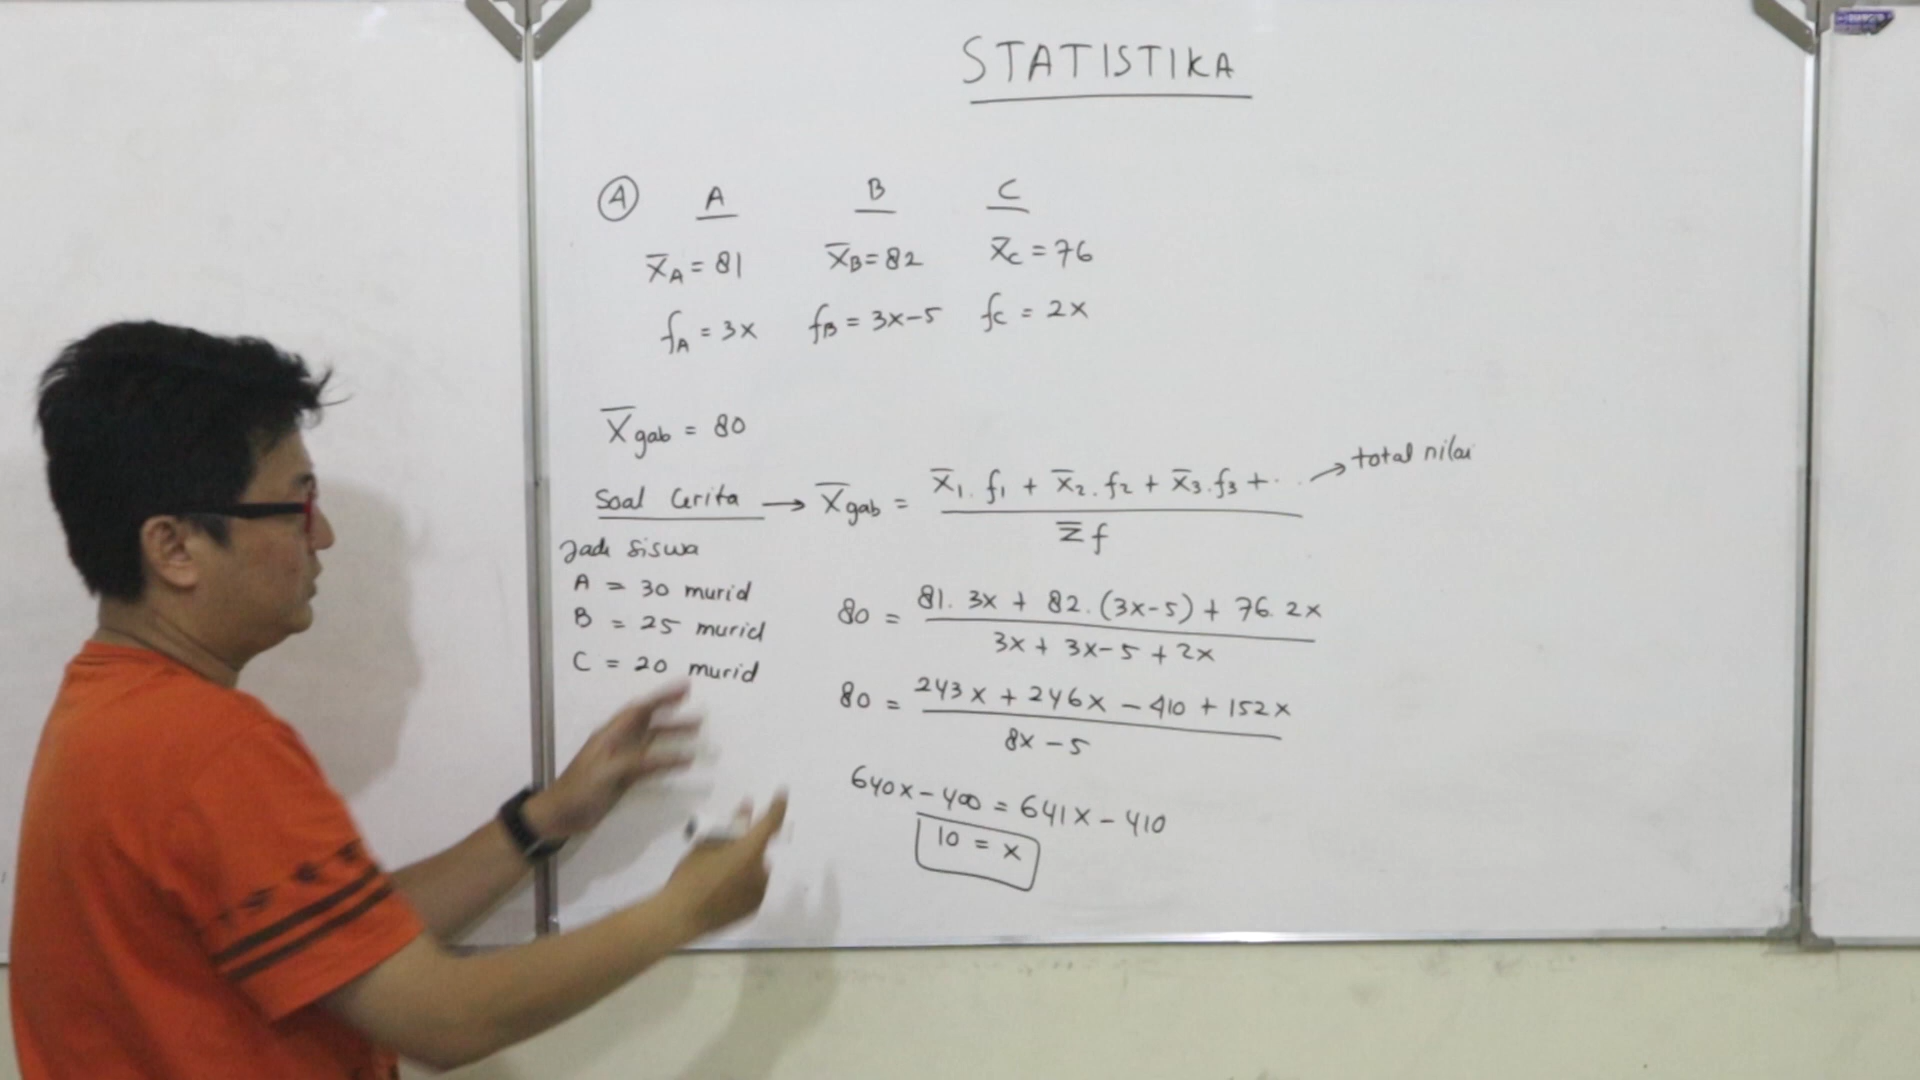 STATISTIKA
④ A B C
x̄A = 81 x̄B = 82 x̄C = 76
fA = 3x fB = 3x-5 fC = 2x
X̄gab = 80
Soal Cerita → X̄gab = (x̄1. f1 + x̄2. f2 + x̄3. f3 + ..) / Σf → total nilai
Jadi siswa
A = 30 murid
B = 25 murid
C = 20 murid
80 = (81. 3x + 82. (3x-5) + 76. 2x) / (3x + 3x-5 + 2x)
80 = (243x + 246x - 410 + 152x) / (8x - 5)
640x - 400 = 641x - 410
10 = x